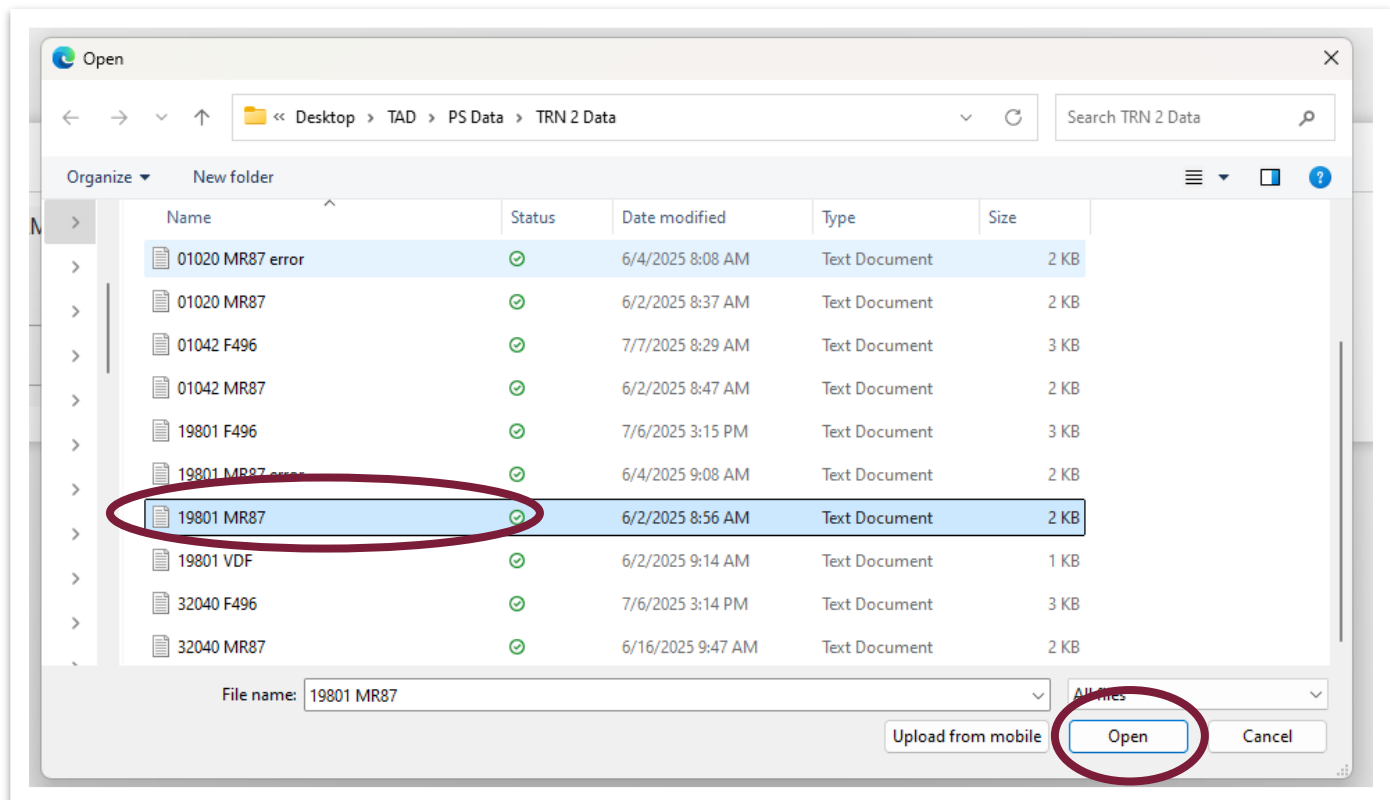 Open
« Desktop > TAD > PS Data > TRN 2 Data
Search TRN 2 Data
Organize New folder
Name Status Date modified Type Size
01020 MR87 error 6/4/2025 8:08 AM Text Document 2 KB
01020 MR87 6/2/2025 8:37 AM Text Document 2 KB
01042 F496 7/7/2025 8:29 AM Text Document 3 KB
01042 MR87 6/2/2025 8:47 AM Text Document 2 KB
19801 F496 7/6/2025 3:15 PM Text Document 3 KB
19801 MR87 error 6/4/2025 9:08 AM Text Document 2 KB
19801 MR87 6/2/2025 8:56 AM Text Document 2 KB
19801 VDF 6/2/2025 9:14 AM Text Document 1 KB
32040 F496 7/6/2025 3:14 PM Text Document 3 KB
32040 MR87 6/16/2025 9:47 AM Text Document 2 KB
File name: 19801 MR87 All files
Upload from mobile Open Cancel